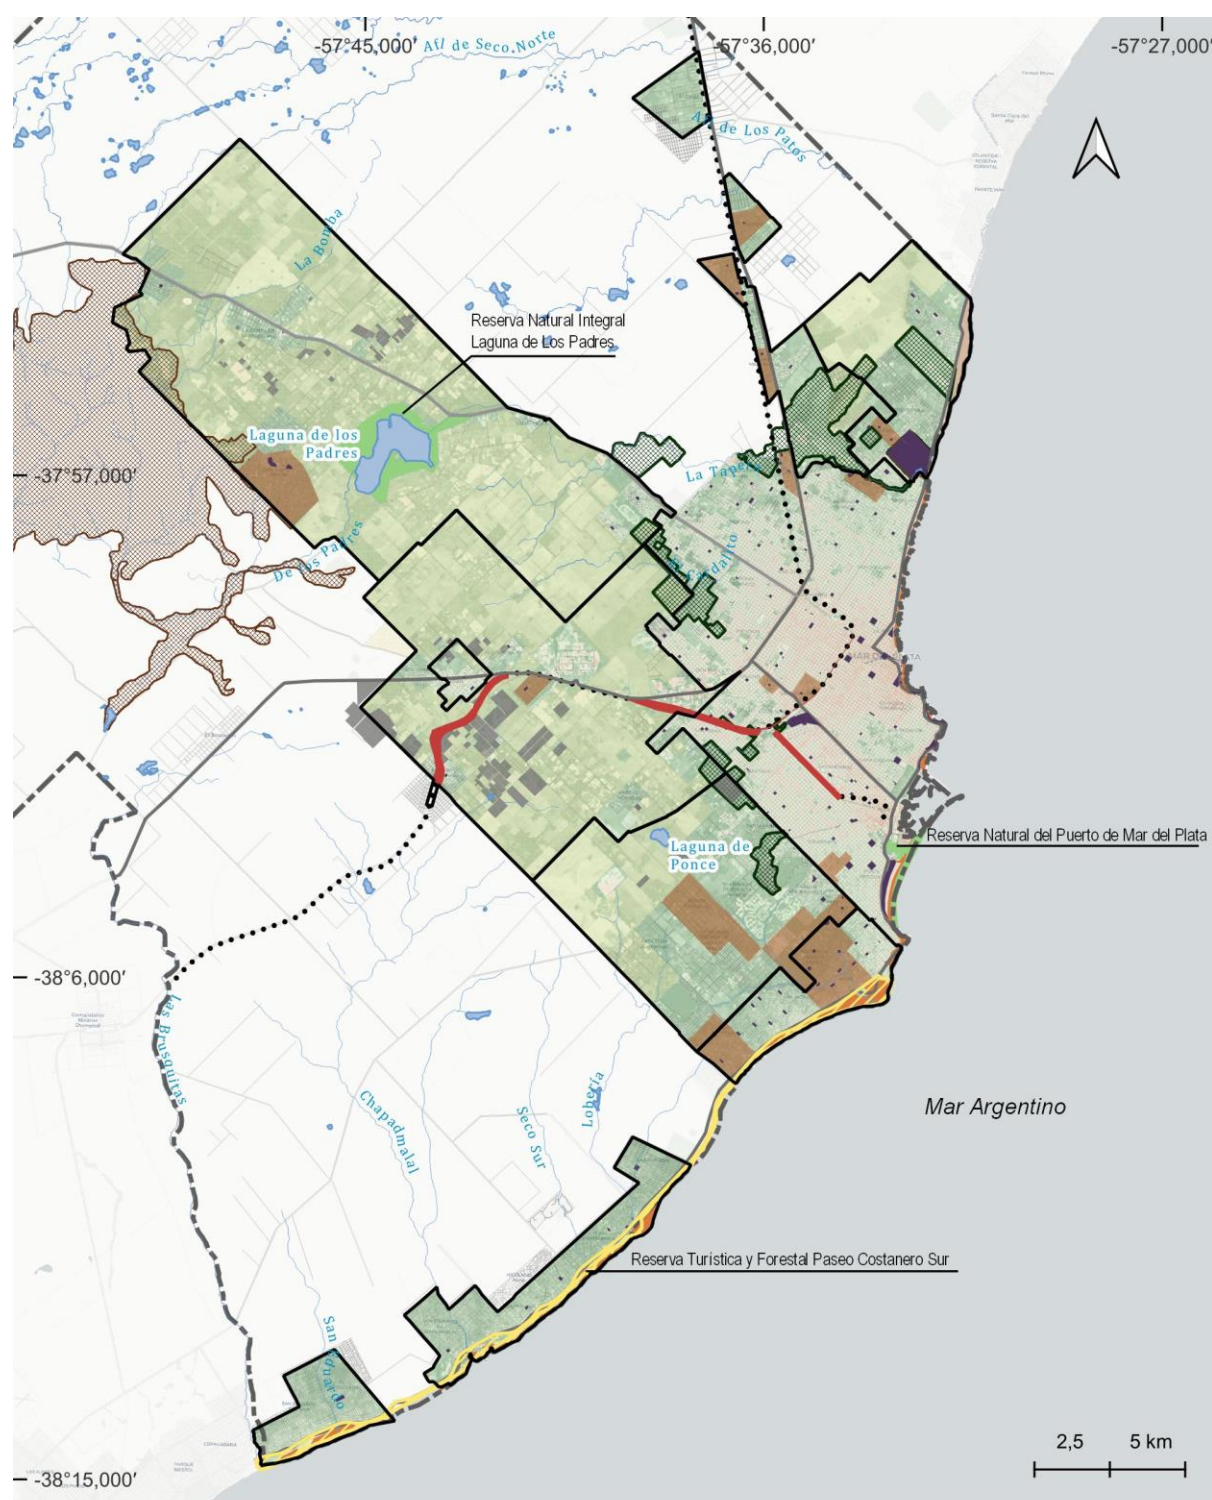 -57°45,000′
-57°36,000′
-57°27,000′
Afl de Seco Norte
Afl de Los Patos
La Bomba
Reserva Natural Integral
Laguna de Los Padres
Laguna de los
Padres
-37°57,000′
La Tapera
El Cardalito
De los Padres
MAR DEL PLATA
Reserva Natural del Puerto de Mar del Plata
Laguna de
Ponce
-38°6,000′
Las Brusquitas
Chapadmalal
Seco Sur
Lobería
Mar Argentino
Reserva Turística y Forestal Paseo Costanero Sur
San Eduardo
2,5
5 km
-38°15,000′